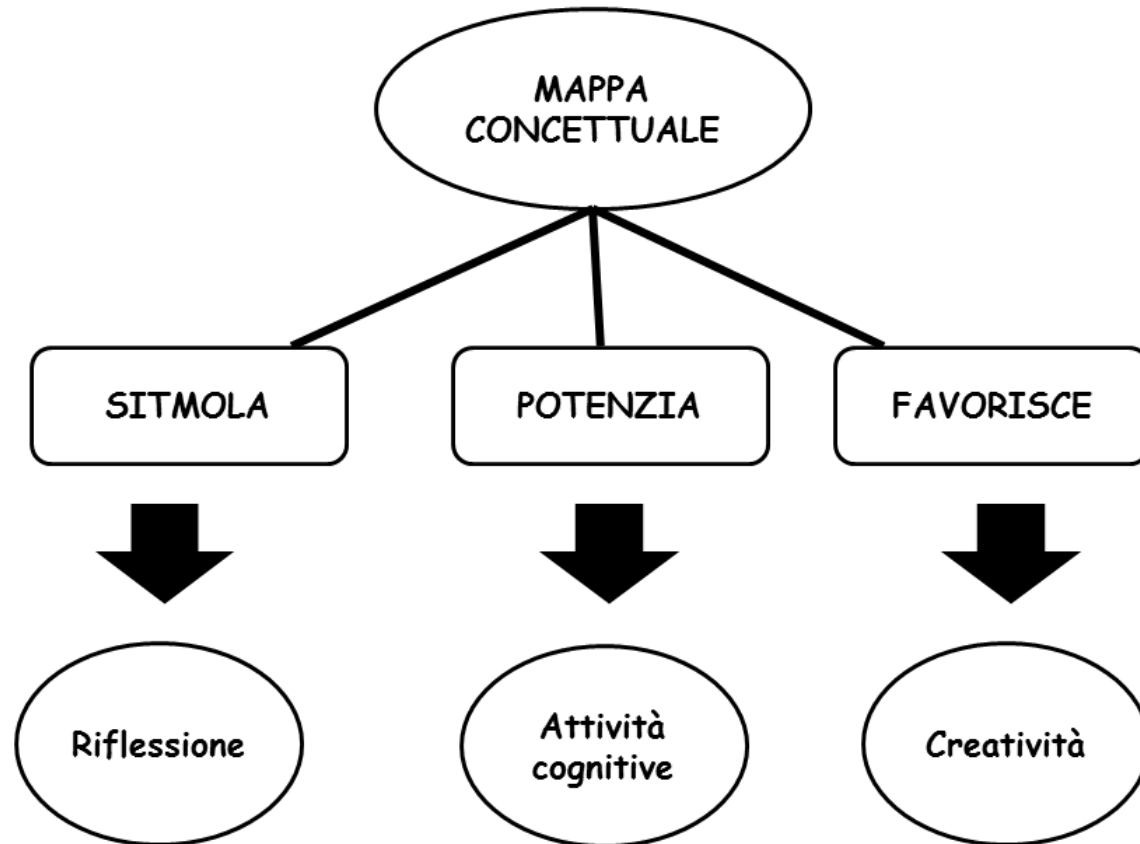 MAPPA
CONCETTUALE
SITMOLA
POTENZIA
FAVORISCE
Riflessione
Attività
cognitive
Creatività